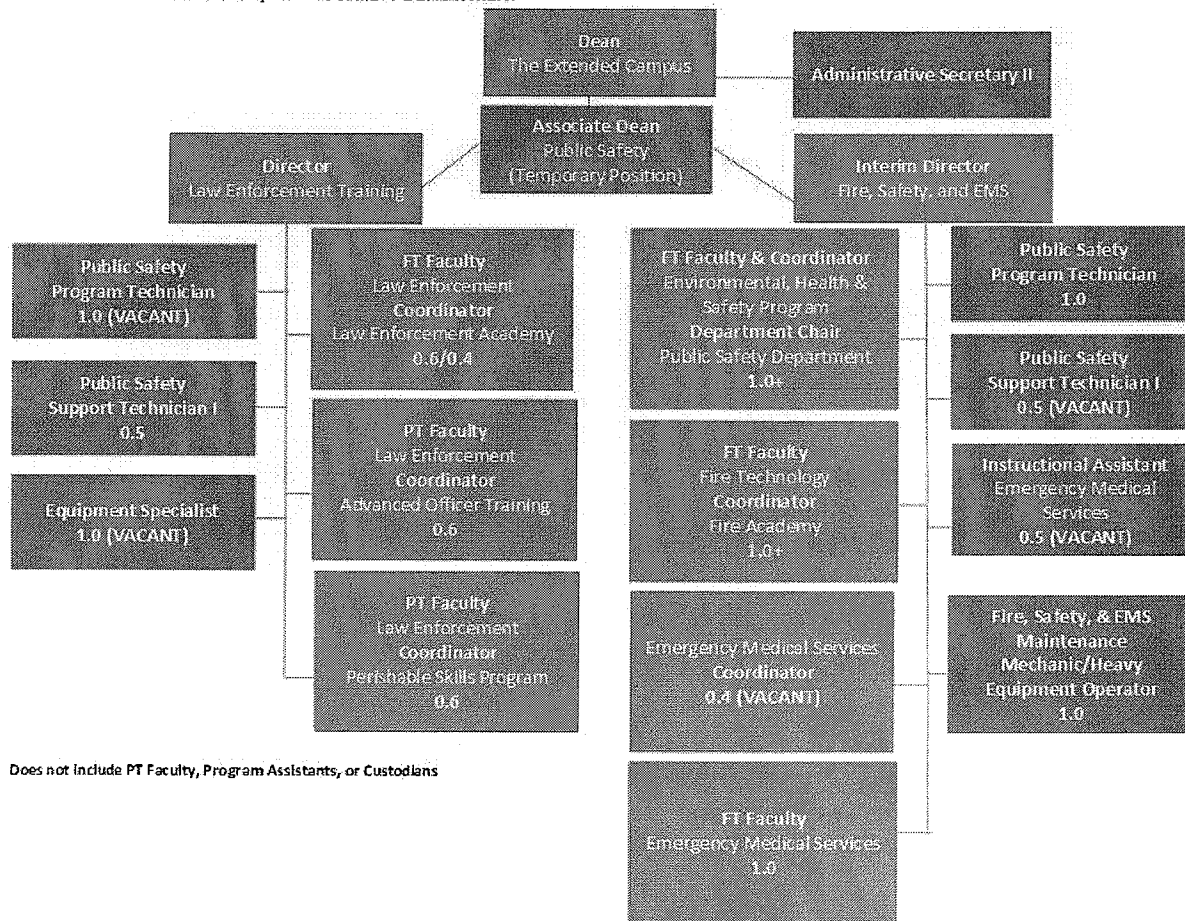 Dean
The Extended Campus
Administrative Secretary II
Associate Dean
Public Safety
(Temporary Position)
Director
Law Enforcement Training
Interim Director
Fire, Safety, and EMS
Public Safety
Program Technician
1.0 (VACANT)
FT Faculty
Law Enforcement
Coordinator
Law Enforcement Academy
0.6/0.4
Public Safety
Support Technician I
0.5
PT Faculty
Law Enforcement
Coordinator
Advanced Officer Training
0.6
Equipment Specialist
1.0 (VACANT)
PT Faculty
Law Enforcement
Coordinator
Perishable Skills Program
0.6
FT Faculty & Coordinator
Environmental, Health &
Safety Program
Department Chair
Public Safety Department
1.0+
Public Safety
Program Technician
1.0
Public Safety
Support Technician I
0.5 (VACANT)
FT Faculty
Fire Technology
Coordinator
Fire Academy
1.0+
Instructional Assistant
Emergency Medical
Services
0.5 (VACANT)
Emergency Medical Services
Coordinator
0.4 (VACANT)
Fire, Safety, & EMS
Maintenance
Mechanic/Heavy
Equipment Operator
1.0
FT Faculty
Emergency Medical Services
1.0
Does not include PT Faculty, Program Assistants, or Custodians